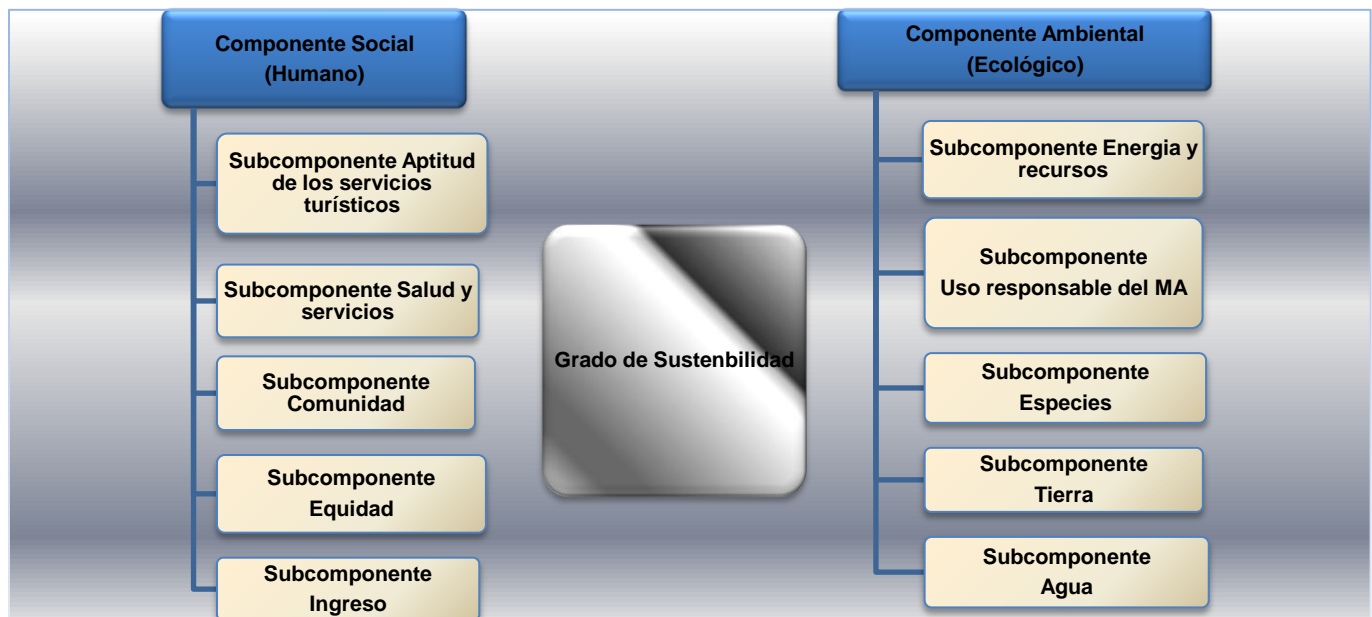 Componente Social
(Humano)
Subcomponente Aptitud
de los servicios
turísticos
Subcomponente Salud y
servicios
Subcomponente
Comunidad
Subcomponente
Equidad
Subcomponente
Ingreso
Grado de Sustenbilidad
Componente Ambiental
(Ecológico)
Subcomponente Energia y
recursos
Subcomponente
Uso responsable del MA
Subcomponente
Especies
Subcomponente
Tierra
Subcomponente
Agua